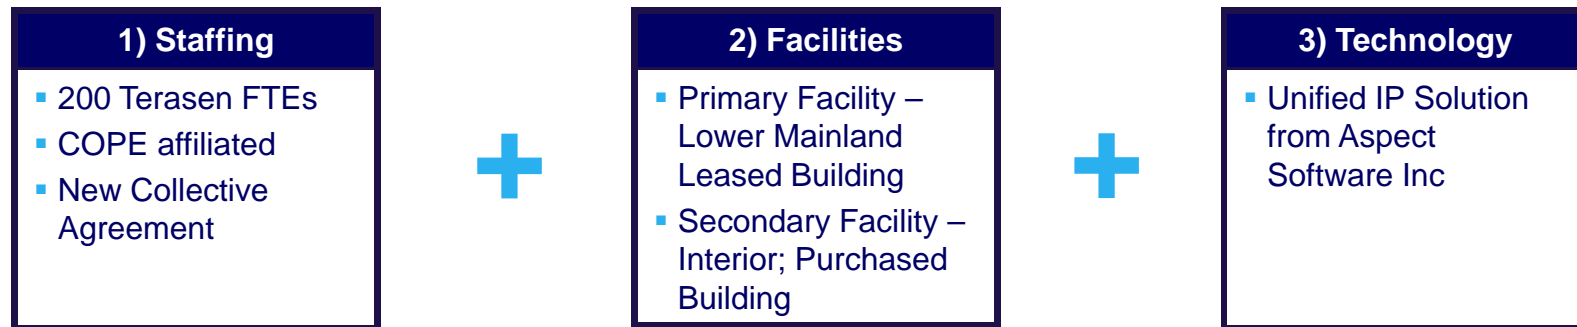 1) Staffing
▪ 200 Terasen FTEs
▪ COPE affiliated
▪ New Collective
Agreement
2) Facilities
▪ Primary Facility –
Lower Mainland
Leased Building
▪ Secondary Facility –
Interior; Purchased
Building
3) Technology
▪ Unified IP Solution
from Aspect
Software Inc